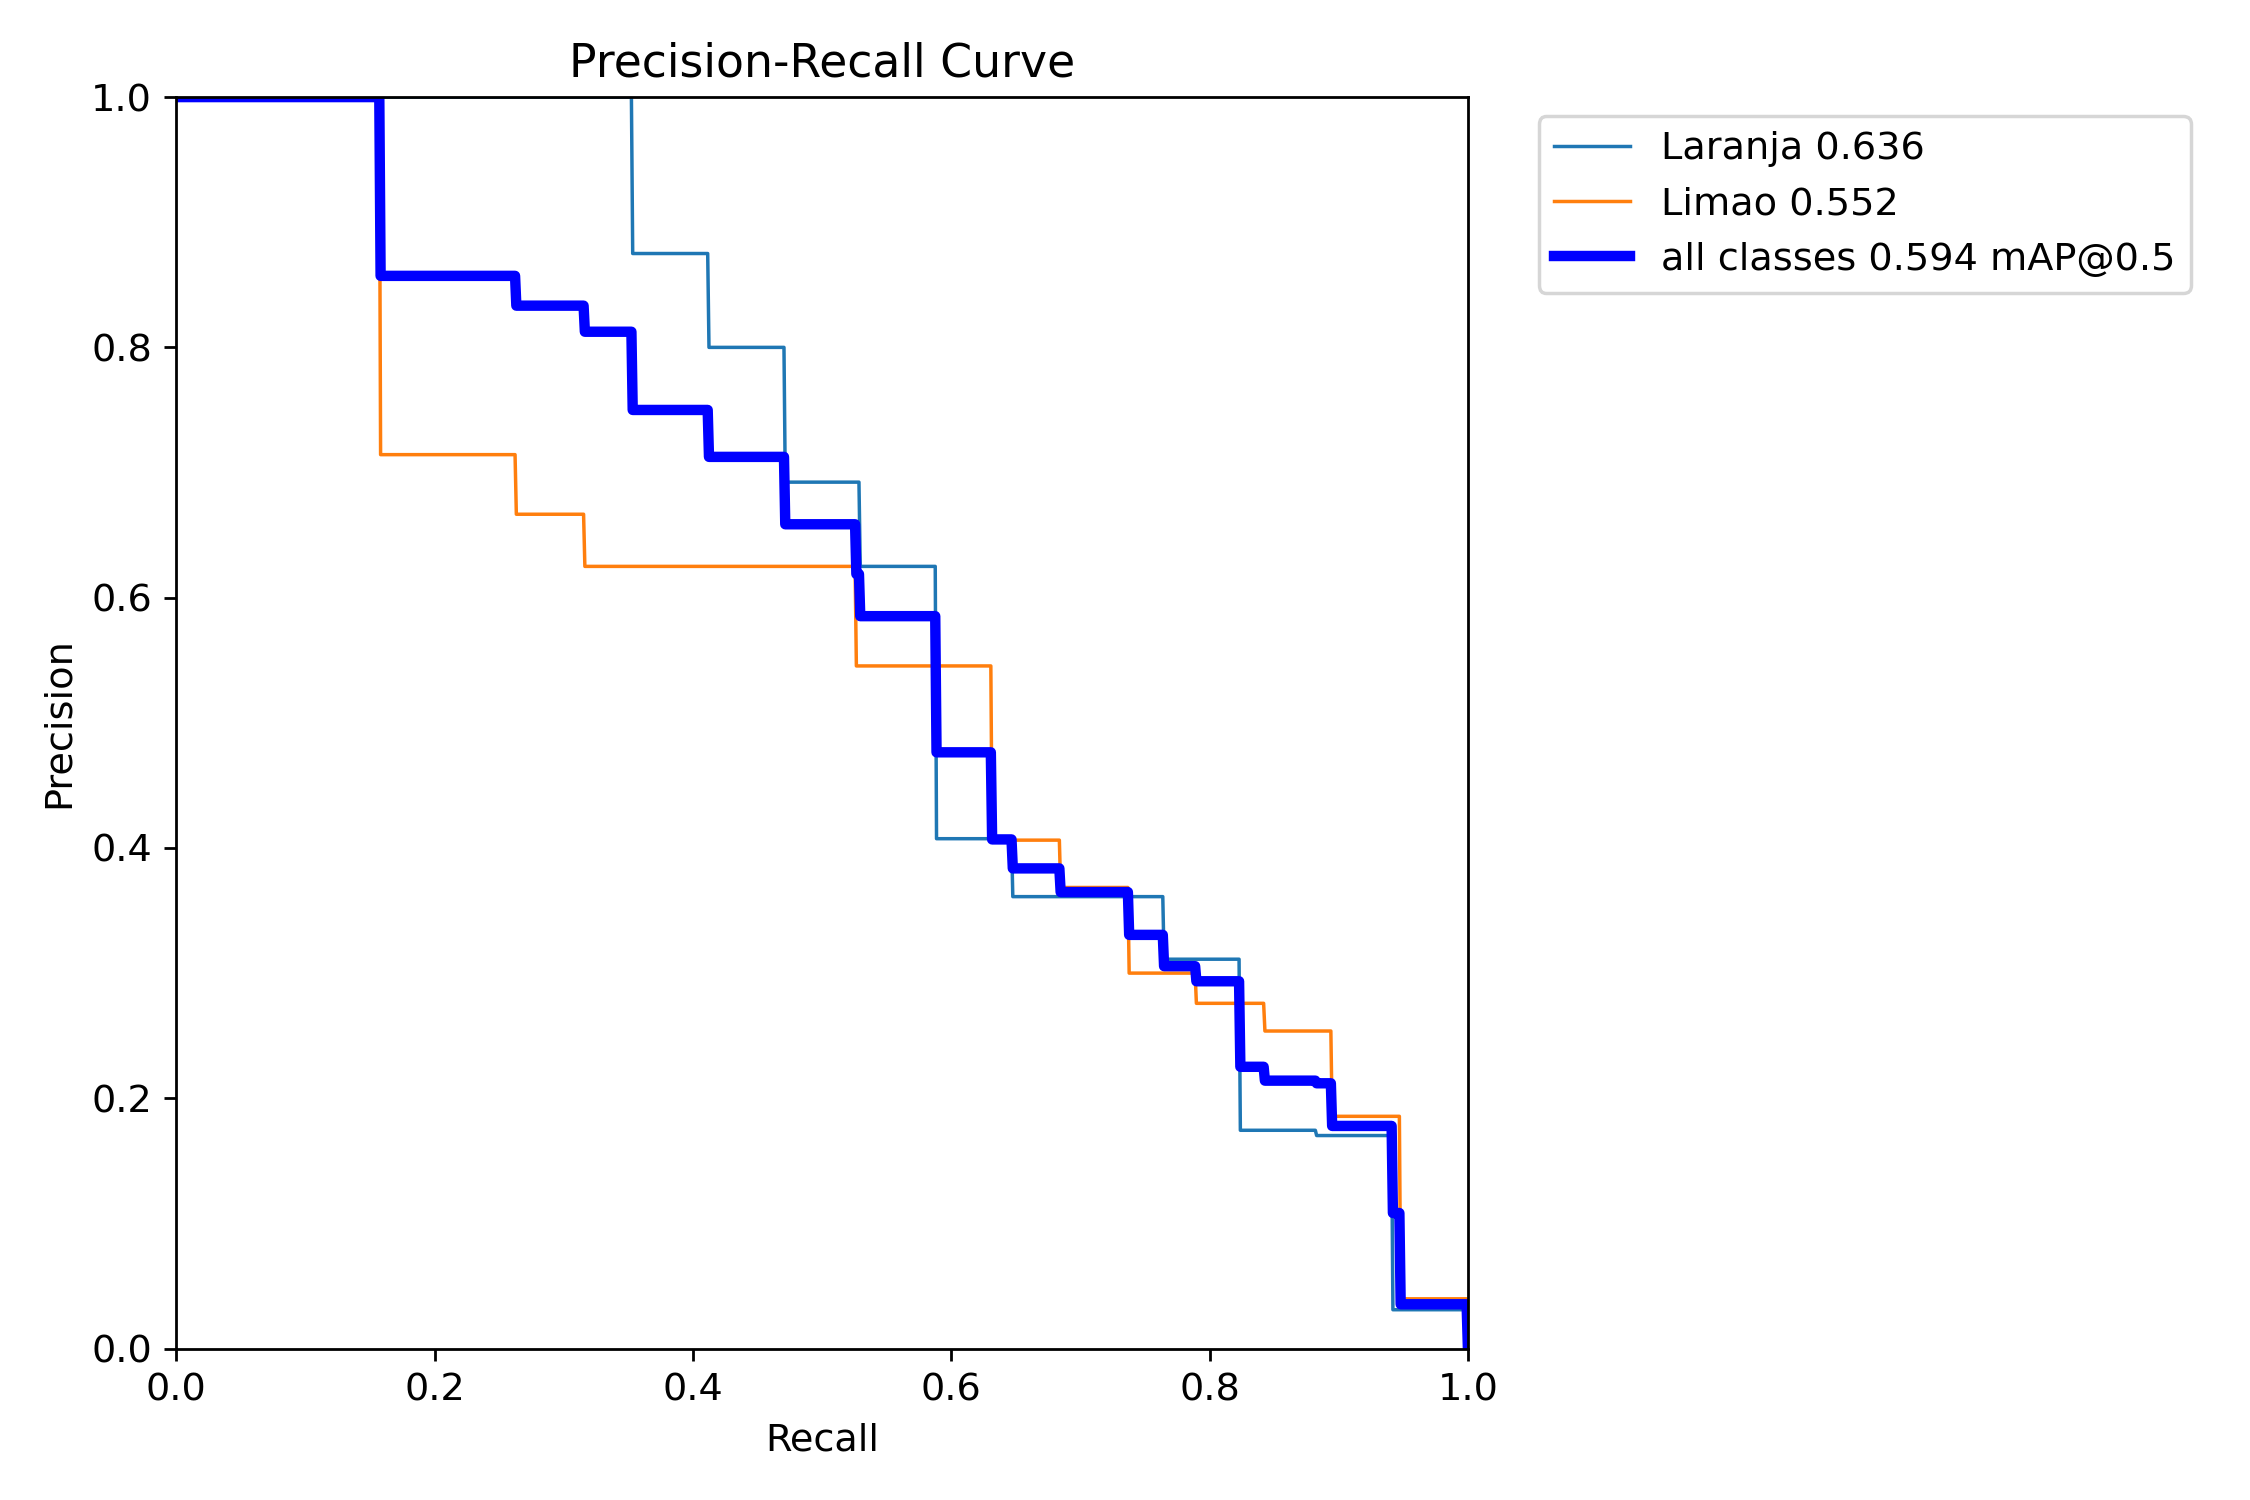 Precision-Recall Curve
1.0
0.8
0.6
0.4
0.2
0.0
Precision
0.0 0.2 0.4 0.6 0.8 1.0
Recall
Laranja 0.636
Limao 0.552
all classes 0.594 mAP@0.5